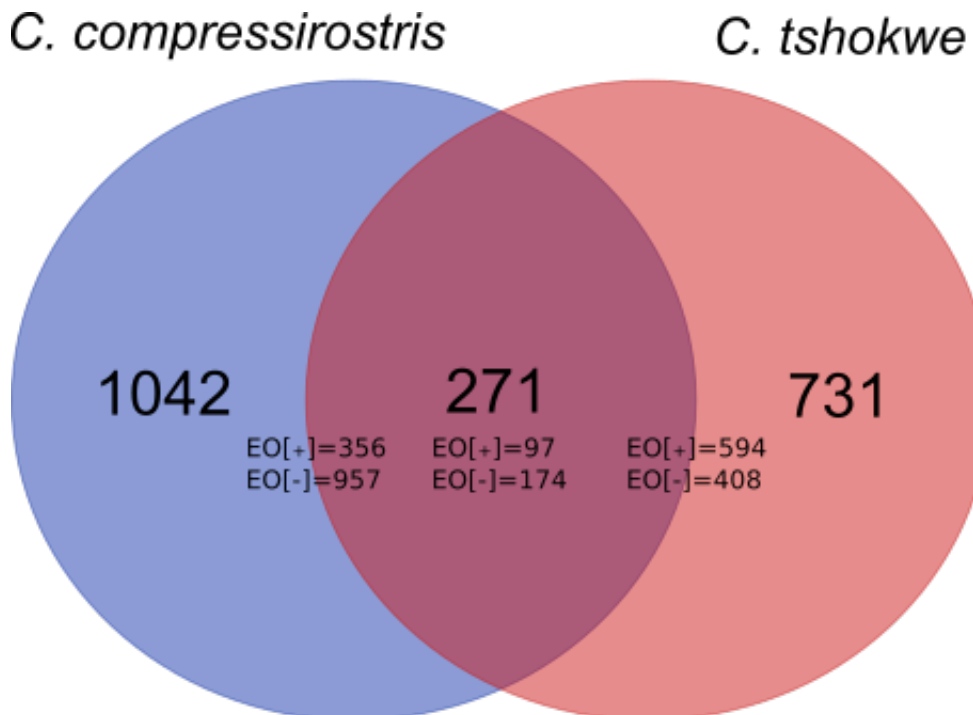 C. compressirostris
C. tshokwe
1042
271
731
EO[+]=356
EO[-]=957
EO[+]=97
EO[-]=174
EO[+]=594
EO[-]=408